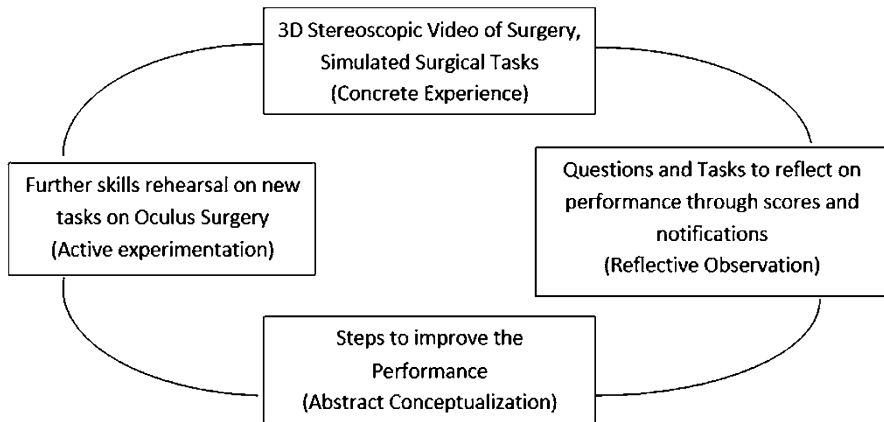 3D Stereoscopic Video of Surgery,
Simulated Surgical Tasks
(Concrete Experience)
Questions and Tasks to reflect on
performance through scores and
notifications
(Reflective Observation)
Steps to improve the
Performance
(Abstract Conceptualization)
Further skills rehearsal on new
tasks on Oculus Surgery
(Active experimentation)